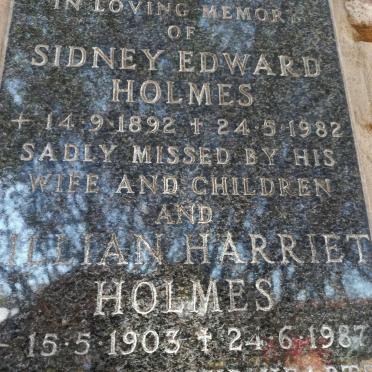 IN LOVING MEMORY
OF
SIDNEY EDWARD
HOLMES
+ 14·9·1892 ✝ 24·5·1982
SADLY MISSED BY HIS
WIFE AND CHILDREN
AND
ILLIAN HARRIET
HOLMES
15·5·1903 ✝ 24·6·1987